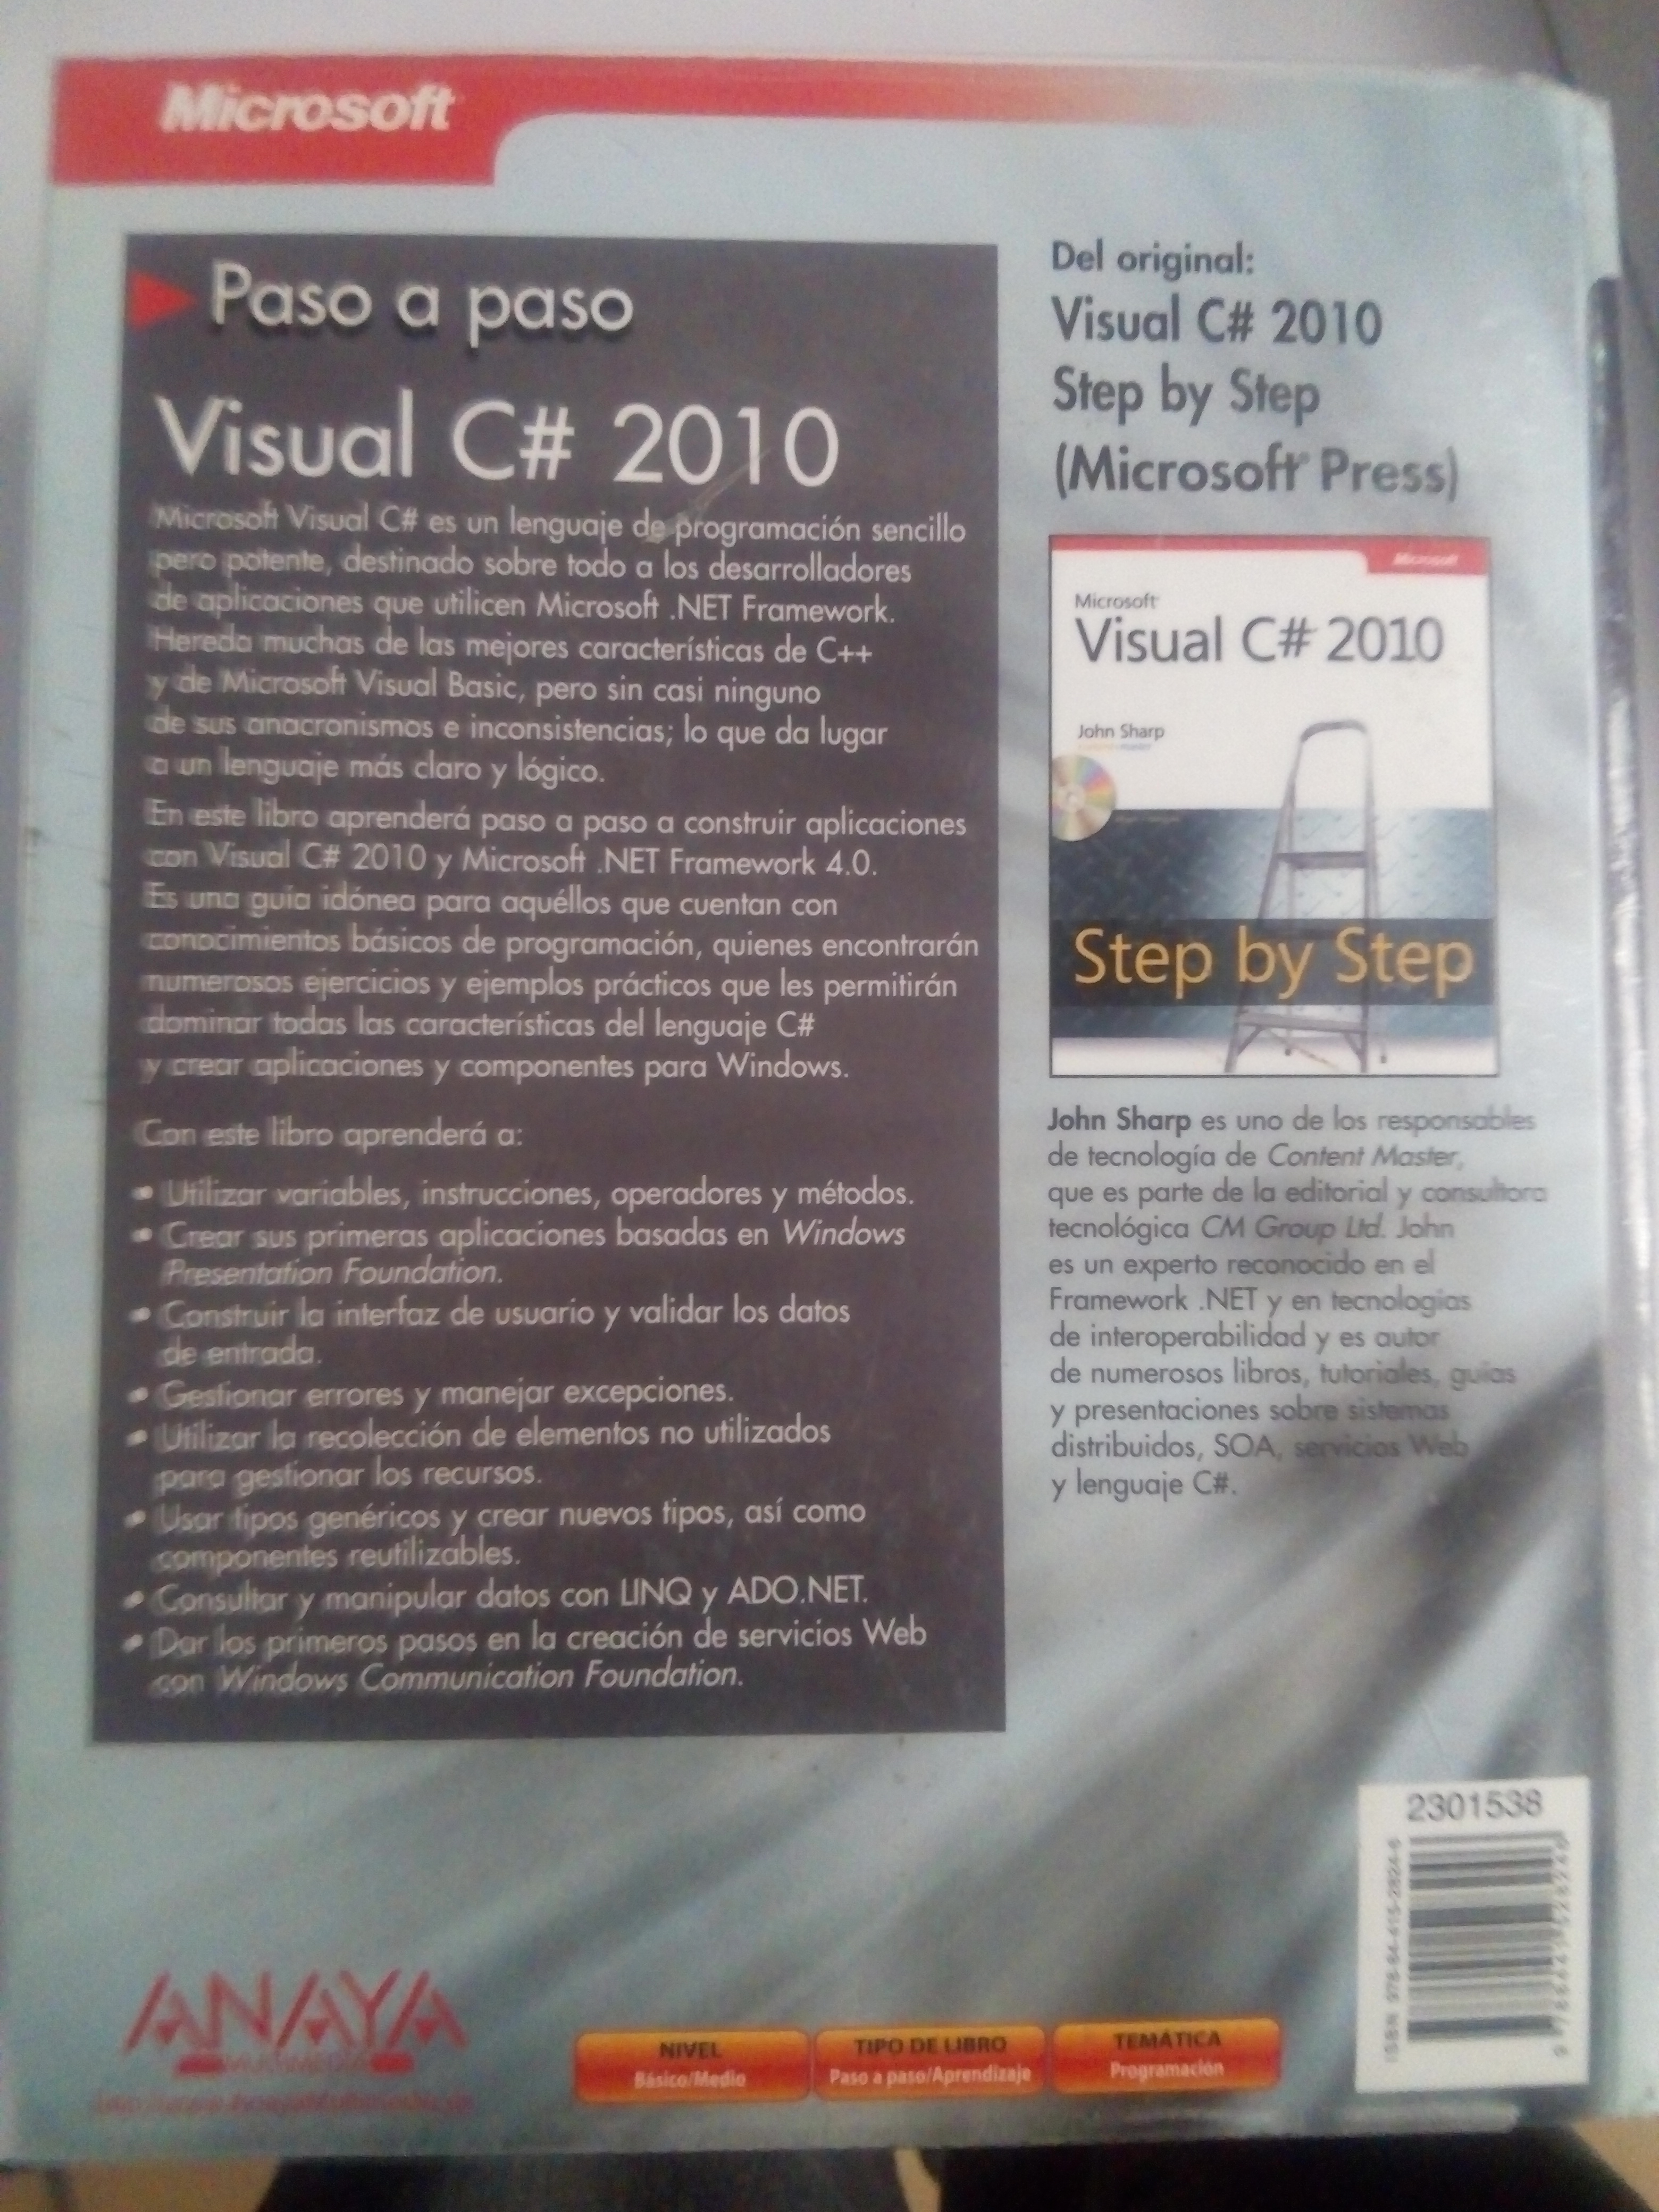 Microsoft
Paso a paso
Visual C# 2010
Microsoft Visual C# es un lenguaje de programación sencillo
pero potente, destinado sobre todo a los desarrolladores
de aplicaciones que utilicen Microsoft .NET Framework.
Hereda muchas de las mejores características de C++
y de Microsoft Visual Basic, pero sin casi ninguno
de sus anacronismos e inconsistencias; lo que da lugar
a un lenguaje más claro y lógico.
En este libro aprenderá paso a paso a construir aplicaciones
con Visual C# 2010 y Microsoft .NET Framework 4.0.
Es una guía idónea para aquéllos que cuentan con
conocimientos básicos de programación, quienes encontrarán
numerosos ejercicios y ejemplos prácticos que les permitirán
dominar todas las características del lenguaje C#
y crear aplicaciones y componentes para Windows.
Con este libro aprenderá a:
• Utilizar variables, instrucciones, operadores y métodos.
• Crear sus primeras aplicaciones basadas en Windows
Presentation Foundation.
• Construir la interfaz de usuario y validar los datos
de entrada.
• Gestionar errores y manejar excepciones.
• Utilizar la recolección de elementos no utilizados
para gestionar los recursos.
• Usar tipos genéricos y crear nuevos tipos, así como
componentes reutilizables.
• Consultar y manipular datos con LINQ y ADO.NET.
• Dar los primeros pasos en la creación de servicios Web
con Windows Communication Foundation.
Del original:
Visual C# 2010
Step by Step
(Microsoft® Press)
Microsoft
Microsoft®
Visual C# 2010
John Sharp
Step by Step
John Sharp es uno de los responsables
de tecnología de Content Master,
que es parte de la editorial y consultora
tecnológica CM Group Ltd. John
es un experto reconocido en el
Framework .NET y en tecnologías
de interoperabilidad y es autor
de numerosos libros, tutoriales, guías
y presentaciones sobre sistemas
distribuidos, SOA, servicios Web
y lenguaje C#.
2301538
ISBN 978-84-415-2824-6
9 788441 528246
ANAYA
MULTIMEDIA
NIVEL
Básico/Medio
TIPO DE LIBRO
Paso a paso/Aprendizaje
TEMÁTICA
Programación